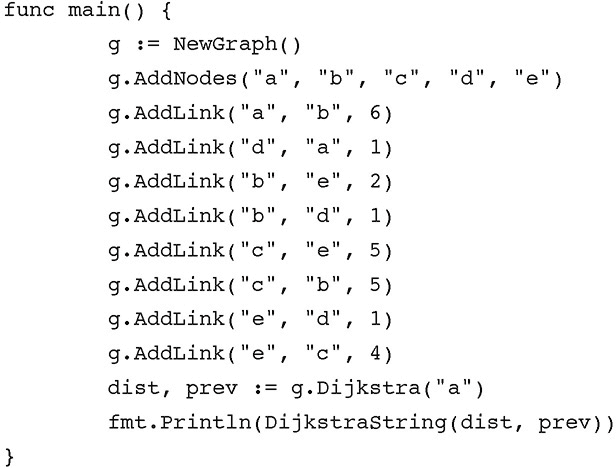 func main() {
        g := NewGraph()
        g.AddNodes("a", "b", "c", "d", "e")
        g.AddLink("a", "b", 6)
        g.AddLink("d", "a", 1)
        g.AddLink("b", "e", 2)
        g.AddLink("b", "d", 1)
        g.AddLink("c", "e", 5)
        g.AddLink("c", "b", 5)
        g.AddLink("e", "d", 1)
        g.AddLink("e", "c", 4)
        dist, prev := g.Dijkstra("a")
        fmt.Println(DijkstraString(dist, prev))
}